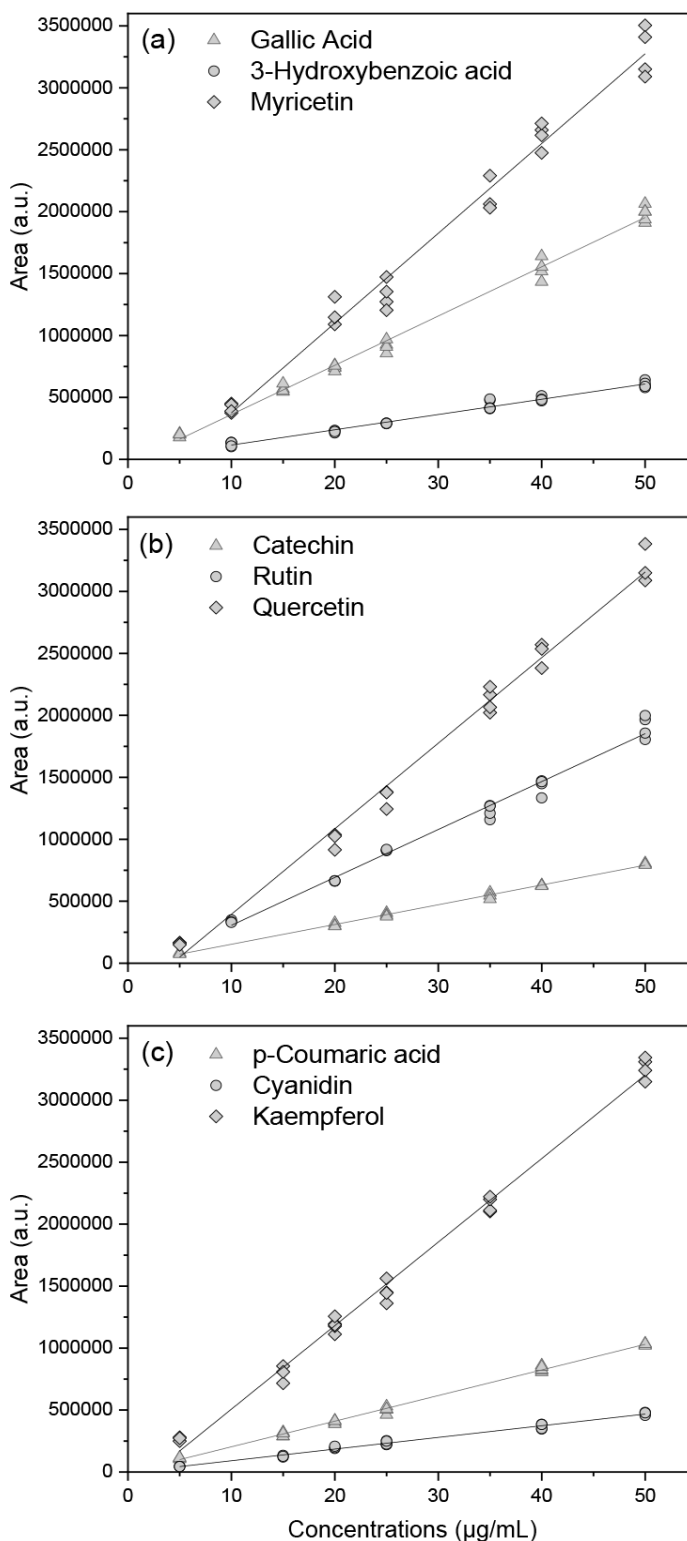 (a)
Gallic Acid
3-Hydroxybenzoic acid
Myricetin
3500000
3000000
2500000
2000000
1500000
1000000
500000
0
Area (a.u.)
0 10 20 30 40 50
(b)
Catechin
Rutin
Quercetin
3500000
3000000
2500000
2000000
1500000
1000000
500000
0
Area (a.u.)
0 10 20 30 40 50
(c)
p-Coumaric acid
Cyanidin
Kaempferol
3500000
3000000
2500000
2000000
1500000
1000000
500000
0
Area (a.u.)
0 10 20 30 40 50
Concentrations (µg/mL)